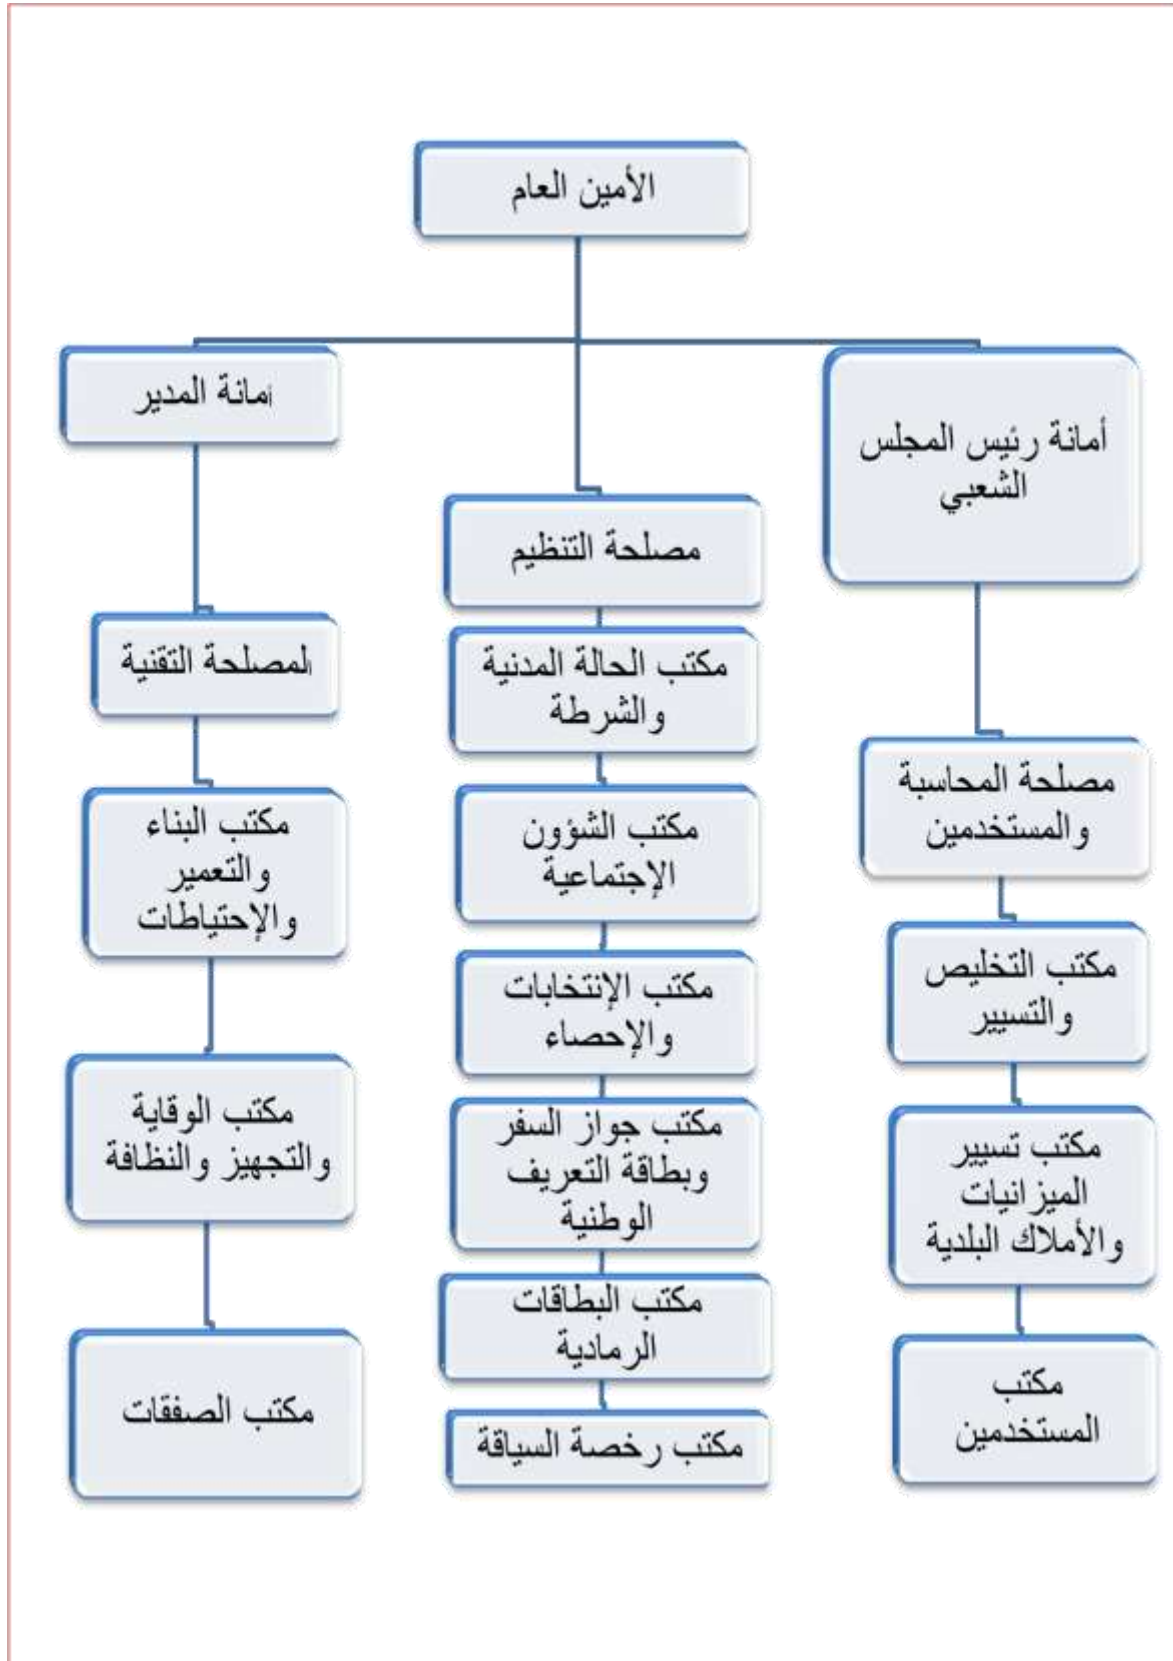 الأمين العام
أمانة رئيس المجلس
الشعبي
مصلحة المحاسبة
والمستخدمين
مكتب التخليص
والتسيير
مكتب تسيير
الميزانيات
والأملاك البلدية
مكتب
المستخدمين
مصلحة التنظيم
مكتب الحالة المدنية
والشرطة
مكتب الشؤون
الإجتماعية
مكتب الإنتخابات
والإحصاء
مكتب جواز السفر
وبطاقة التعريف
الوطنية
مكتب البطاقات
الرمادية
مكتب رخصة السياقة
أمانة المدير
المصلحة التقنية
مكتب البناء
والتعمير
والإحتياطات
مكتب الوقاية
والتجهيز والنظافة
مكتب الصفقات